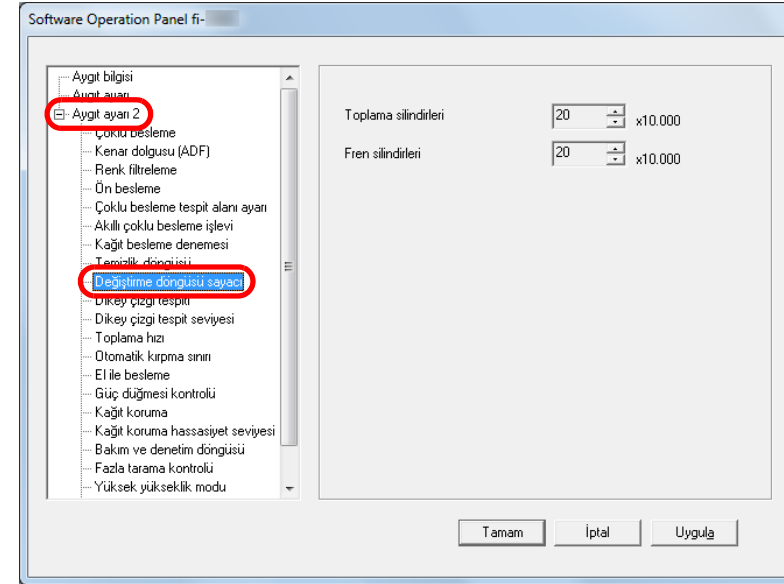 Software Operation Panel fi-
Aygıt bilgisi
Aygıt ayarı
Aygıt ayarı 2
Çoklu besleme
Kenar dolgusu (ADF)
Renk filtreleme
Ön besleme
Çoklu besleme tespit alanı ayarı
Akıllı çoklu besleme işlevi
Kağıt besleme denemesi
Temizlik döngüsü
Değiştirme döngüsü sayacı
Dikey çizgi tespiti
Dikey çizgi tespit seviyesi
Toplama hızı
Otomatik kırpma sınırı
El ile besleme
Güç düğmesi kontrolü
Kağıt koruma
Kağıt koruma hassasiyet seviyesi
Bakım ve denetim döngüsü
Fazla tarama kontrolü
Yüksek yükseklik modu
Toplama silindirleri 20 x10.000
Fren silindirleri 20 x10.000
Tamam İptal Uygula